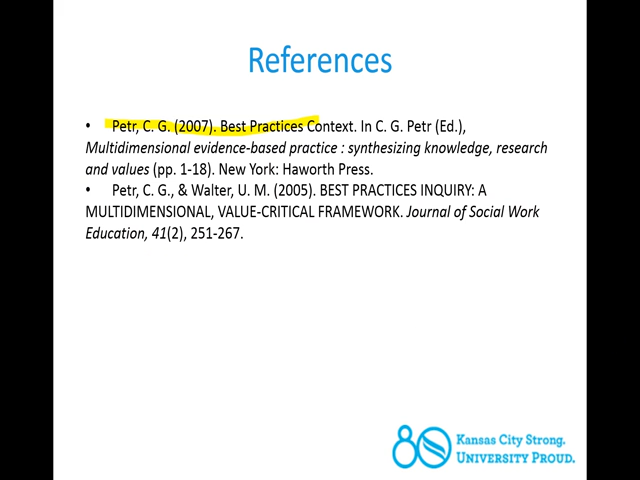 References
• Petr, C. G. (2007). Best Practices Context. In C. G. Petr (Ed.),
Multidimensional evidence-based practice : synthesizing knowledge, research
and values (pp. 1-18). New York: Haworth Press.
• Petr, C. G., & Walter, U. M. (2005). BEST PRACTICES INQUIRY: A
MULTIDIMENSIONAL, VALUE-CRITICAL FRAMEWORK. Journal of Social Work
Education, 41(2), 251-267.
80 Kansas City Strong.
UNIVERSITY PROUD.